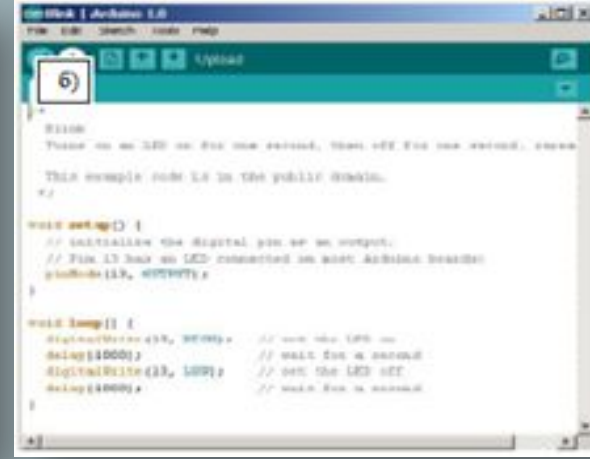 Blink | Arduino 1.0
File Edit Sketch Tools Help
Upload
6)
/*
Blink
Turns on an LED on for one second, then off for one second,
This example code is in the public domain.
*/
void setup() {
// initialize the digital pin as an output.
// Pin 13 has an LED connected on most Arduino boards:
pinMode(13, OUTPUT);
}
void loop() {
digitalWrite(13, HIGH); // set the LED on
delay(1000); // wait for a second
digitalWrite(13, LOW); // set the LED off
delay(1000); // wait for a second
}